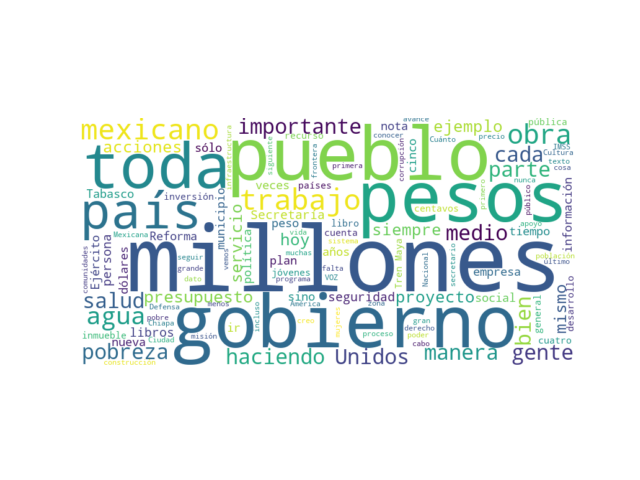 avance
pública
mexicano
importante
nota
ejemplo
obra
recurso
conocer
Cuánto
precio
IMSS
Cultura
acciones
sólo
infraestructura
siguiente
frontera
pueblo
corrupción
cinco
cada
texto
cosa
toda
primera
parte
veces
países
Tabasco
inversión
trabajo
centavos
primero
público
apoyo
país
pesos
municipio
Secretaría
peso
libro
siempre
último
información
Reforma
servicio
política
hoy
vida
cuenta
medio
tiempo
muchas
años
sistema
persona
Ejército
comunidades
dólares
seguir
vemos
millones
Tren Maya
Nacional
secretario
población
empresa
grande
plan
falta
jóvenes
programa
desarrollo
dato
salud
presupuesto
sino
seguridad
proyecto
social
mismo
Defensa
menos
América
zona
general
bien
agua
Chiapa
pobre
Mexicana
ir
incluso
gobierno
mujeres
gran
cuatro
libros
misión
derecho
proceso
poder
inmueble
nueva
Ciudad
cabo
nunca
pobreza
construcción
haciendo
Unidos
manera
gente